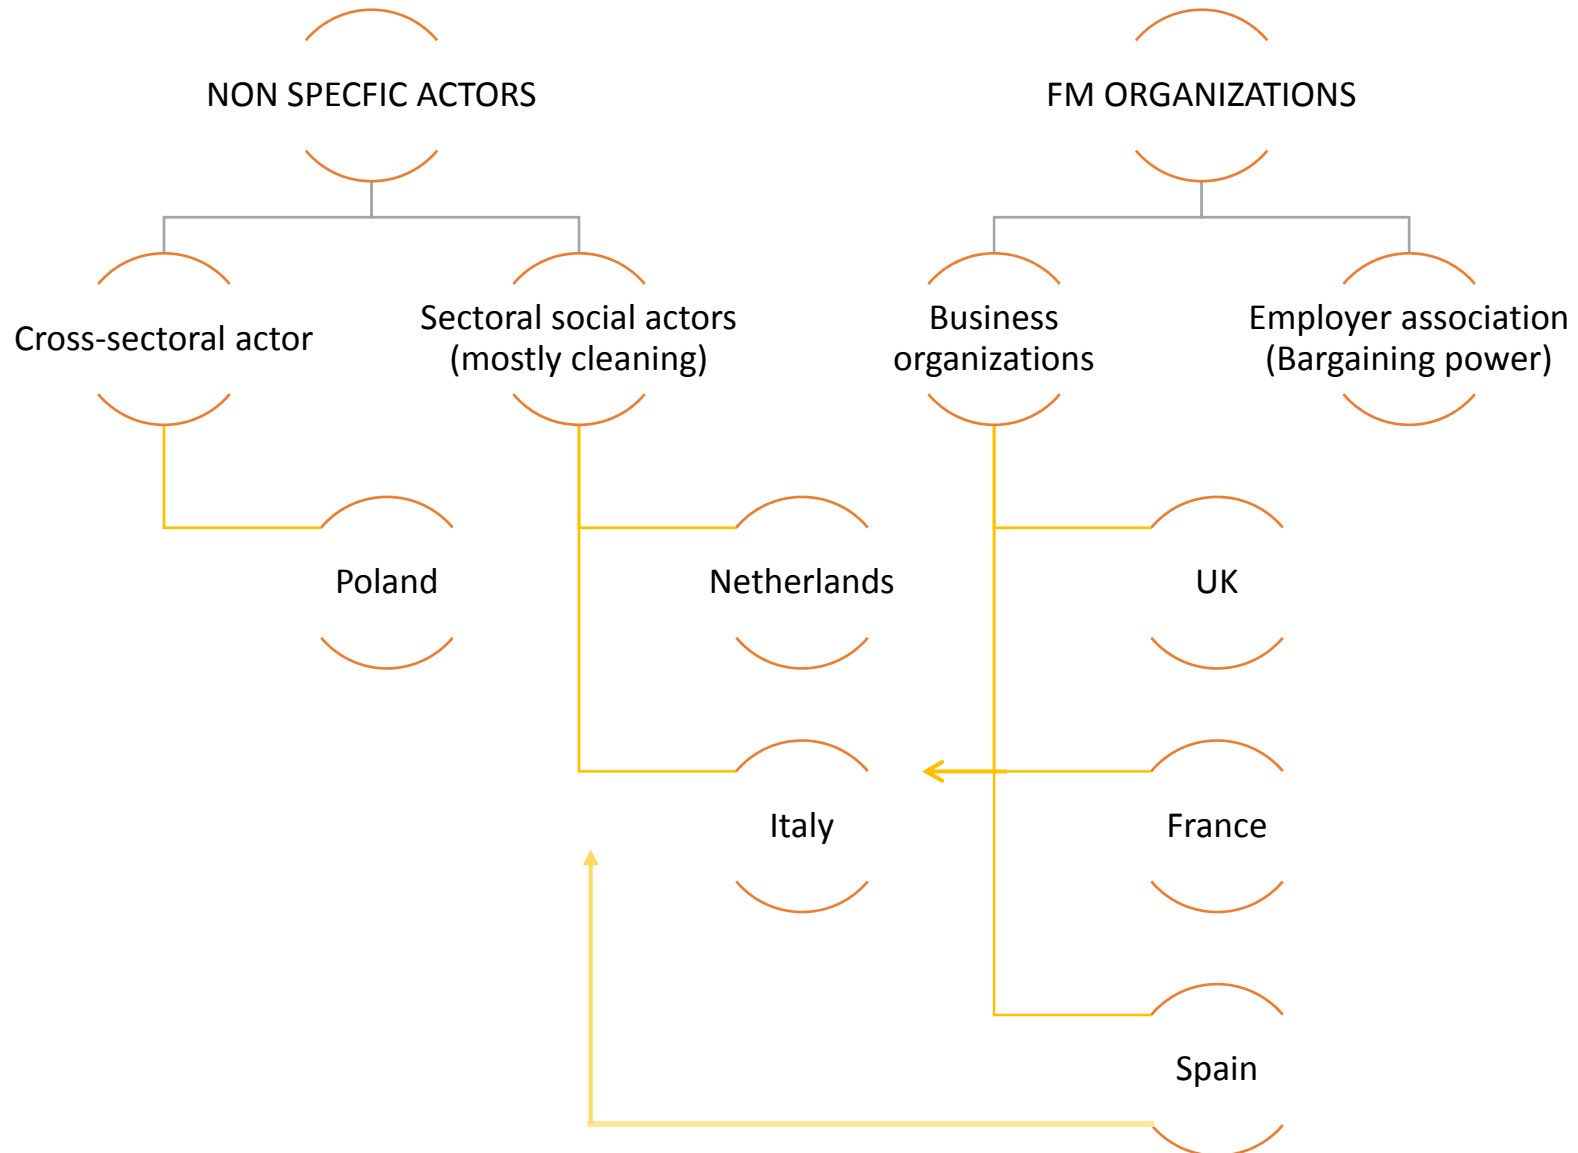 NON SPECFIC ACTORS
FM ORGANIZATIONS
Cross-sectoral actor
Sectoral social actors
(mostly cleaning)
Business
organizations
Employer association
(Bargaining power)
Poland
Netherlands
UK
Italy
France
Spain